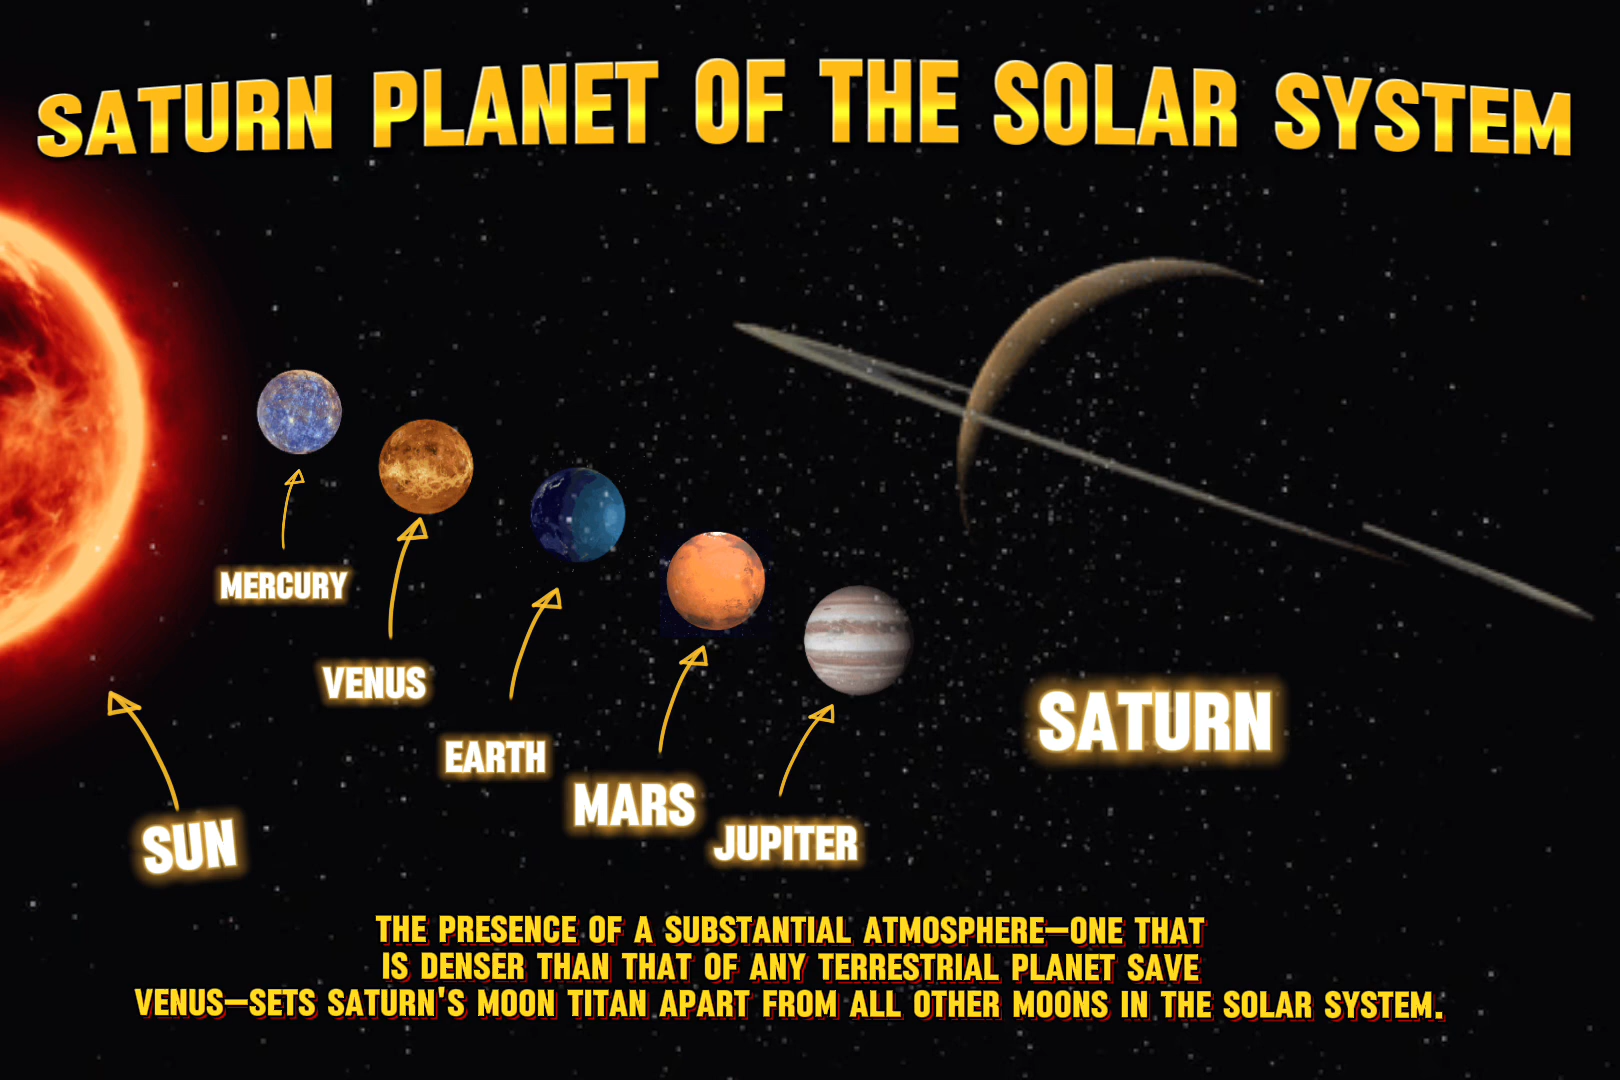 SATURN PLANET OF THE SOLAR SYSTEM
MERCURY
VENUS
EARTH
MARS
JUPITER
SATURN
SUN
THE PRESENCE OF A SUBSTANTIAL ATMOSPHERE—ONE THAT
IS DENSER THAN THAT OF ANY TERRESTRIAL PLANET SAVE
VENUS—SETS SATURN'S MOON TITAN APART FROM ALL OTHER MOONS IN THE SOLAR SYSTEM.